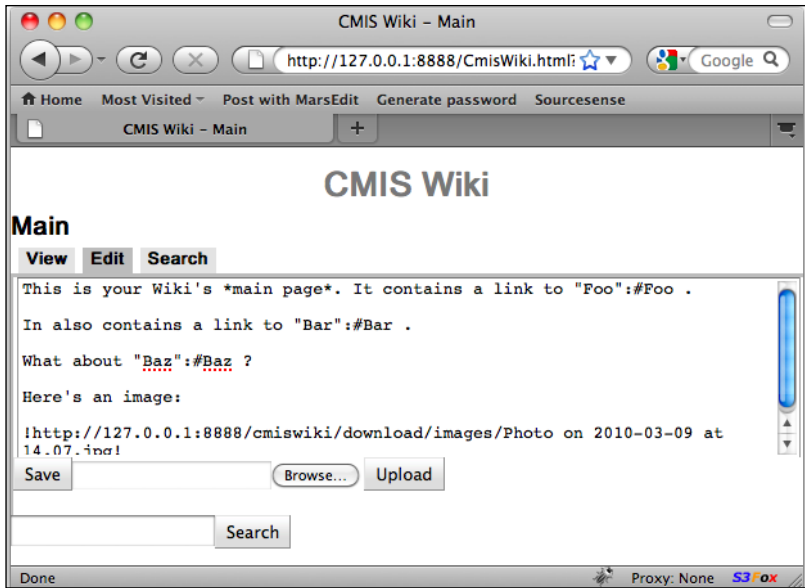 CMIS Wiki – Main
http://127.0.0.1:8888/CmisWiki.html?
Google
Home Most Visited Post with MarsEdit Generate password Sourcesense
CMIS Wiki – Main +
CMIS Wiki
Main
View Edit Search
This is your Wiki's *main page*. It contains a link to "Foo":#Foo .
In also contains a link to "Bar":#Bar .
What about "Baz":#Baz ?
Here's an image:
!http://127.0.0.1:8888/cmiswiki/download/images/Photo on 2010-03-09 at
14.07.jpg!
Save Browse... Upload
Search
Done Proxy: None S3Fox